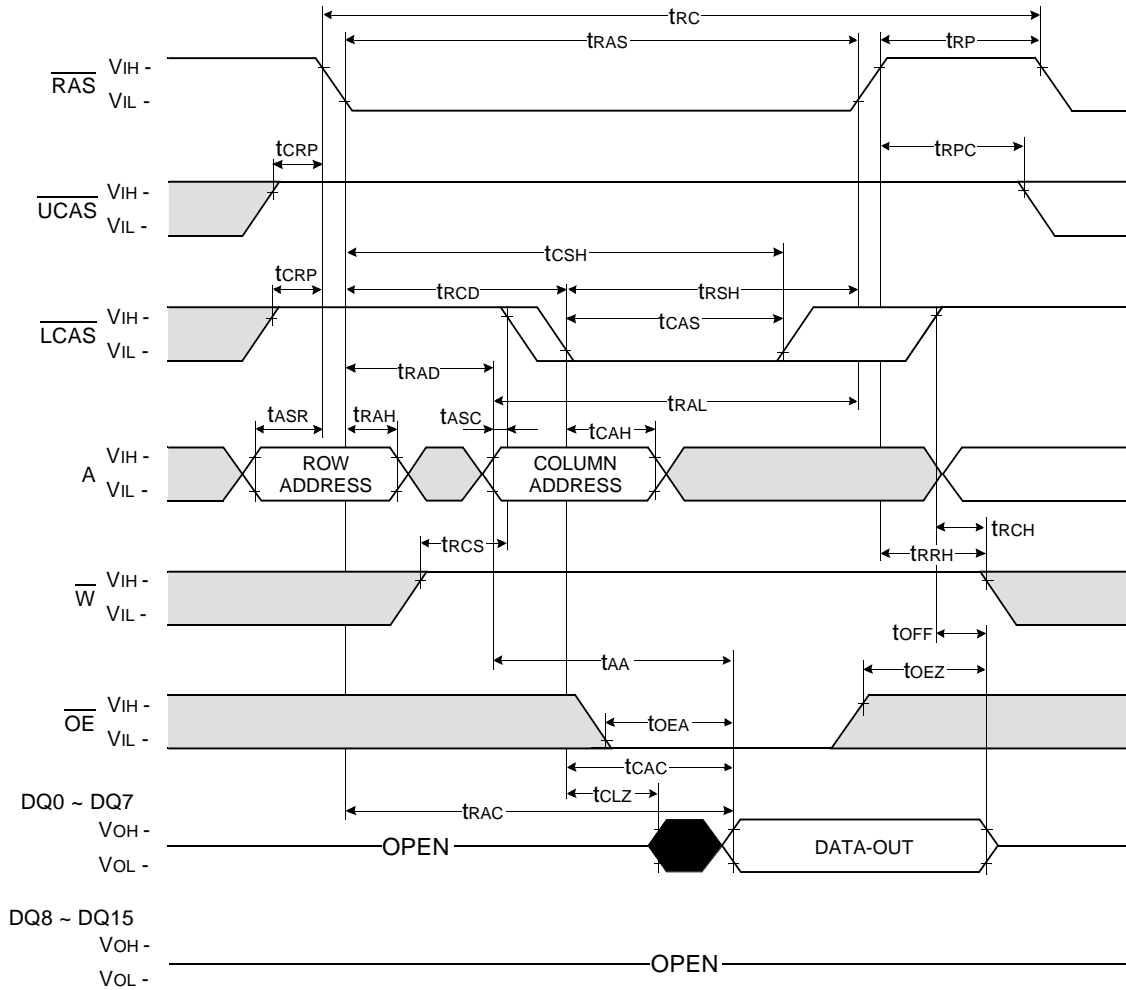 tRC
tRAS
tRP
RAS
VIH -
VIL -
tCRP
tRPC
UCAS
VIH -
VIL -
tCSH
tCRP
tRCD
tRSH
LCAS
VIH -
VIL -
tCAS
tRAD
tRAL
tASR
tRAH
tASC
tCAH
A
VIH -
VIL -
ROW
ADDRESS
COLUMN
ADDRESS
tRCS
tRCH
tRRH
W
VIH -
VIL -
tOFF
tAA
tOEZ
OE
VIH -
VIL -
tOEA
tCAC
tCLZ
tRAC
DQ0 ~ DQ7
VOH -
VOL -
OPEN
DATA-OUT
DQ8 ~ DQ15
VOH -
VOL -
OPEN